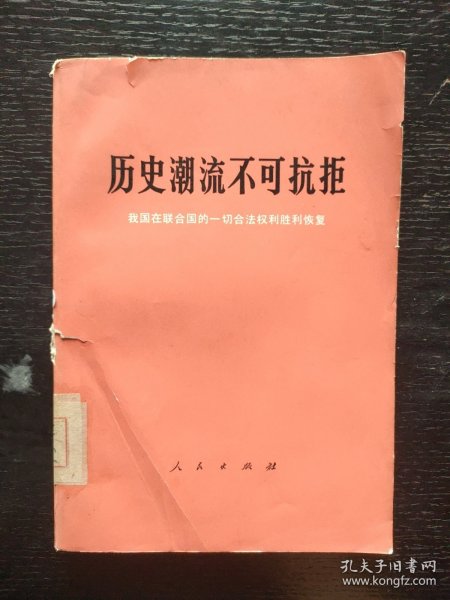 历史潮流不可抗拒
我国在联合国的一切合法权利胜利恢复
人民出版社
孔夫子旧书网
www.kongfz.com